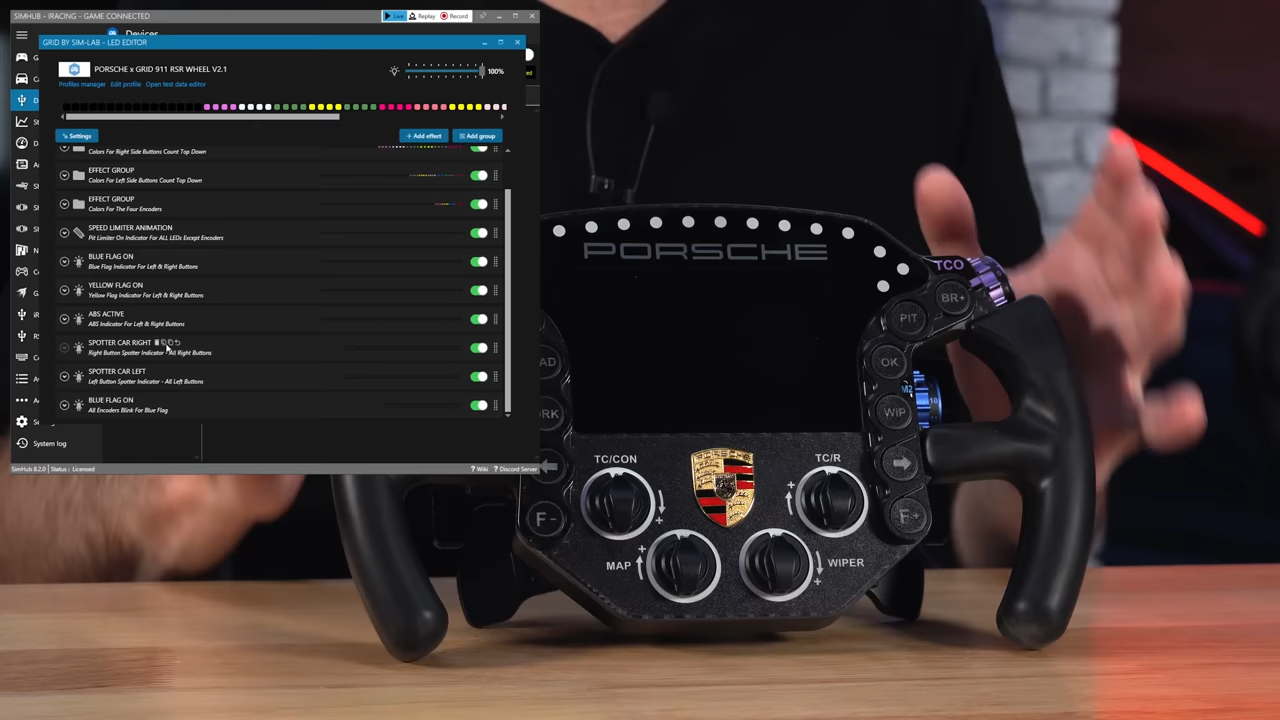 SIMHUB - IRACING - GAME CONNECTED
Live
Replay
Record
Devices
GRID BY SIM-LAB - LED EDITOR
PORSCHE x GRID 911 RSR WHEEL V2.1
100%
Profiles manager
Edit profile
Open test data editor
Settings
Add effect
Add group
Colors For Right Side Buttons Count Top Down
EFFECT GROUP
Colors For Left Side Buttons Count Top Down
EFFECT GROUP
Colors For The Four Encoders
SPEED LIMITER ANIMATION
Pit Limiter On Indicator For ALL LEDs Except Encoders
BLUE FLAG ON
Blue Flag Indicator For Left & Right Buttons
YELLOW FLAG ON
Yellow Flag Indicator For Left & Right Buttons
ABS ACTIVE
ABS Indicator For Left & Right Buttons
SPOTTER CAR RIGHT
Right Button Spotter Indicator - All Right Buttons
SPOTTER CAR LEFT
Left Button Spotter Indicator - All Left Buttons
BLUE FLAG ON
All Encoders Blink For Blue Flag
System log
SimHub 8.2.0 | Status : Licensed
Wiki
Discord Server
PORSCHE
TCO
BR+
PIT
OK
AD
M2
10
WIP
RK
TC/CON
TC/R
F-
F+
+
+
MAP
WIPER
+
+